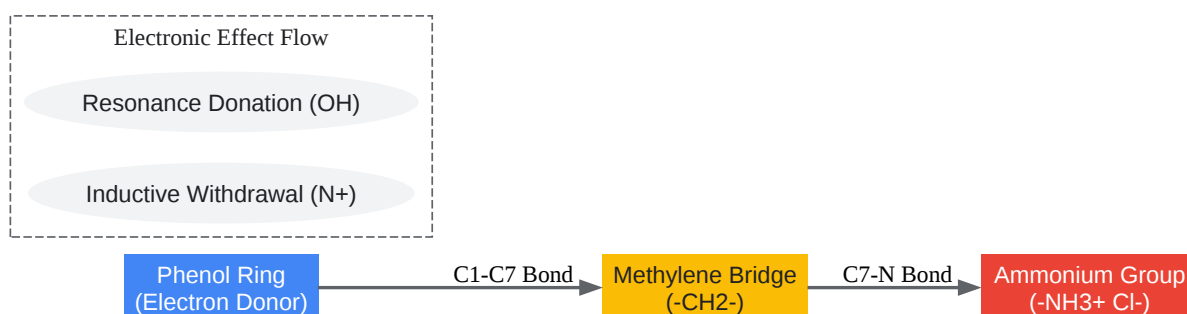 Electronic Effect Flow
Resonance Donation (OH)
Inductive Withdrawal (N+)
Phenol Ring
(Electron Donor)
C1-C7 Bond
Methylene Bridge
(-CH2-)
C7-N Bond
Ammonium Group
(-NH3+ Cl-)